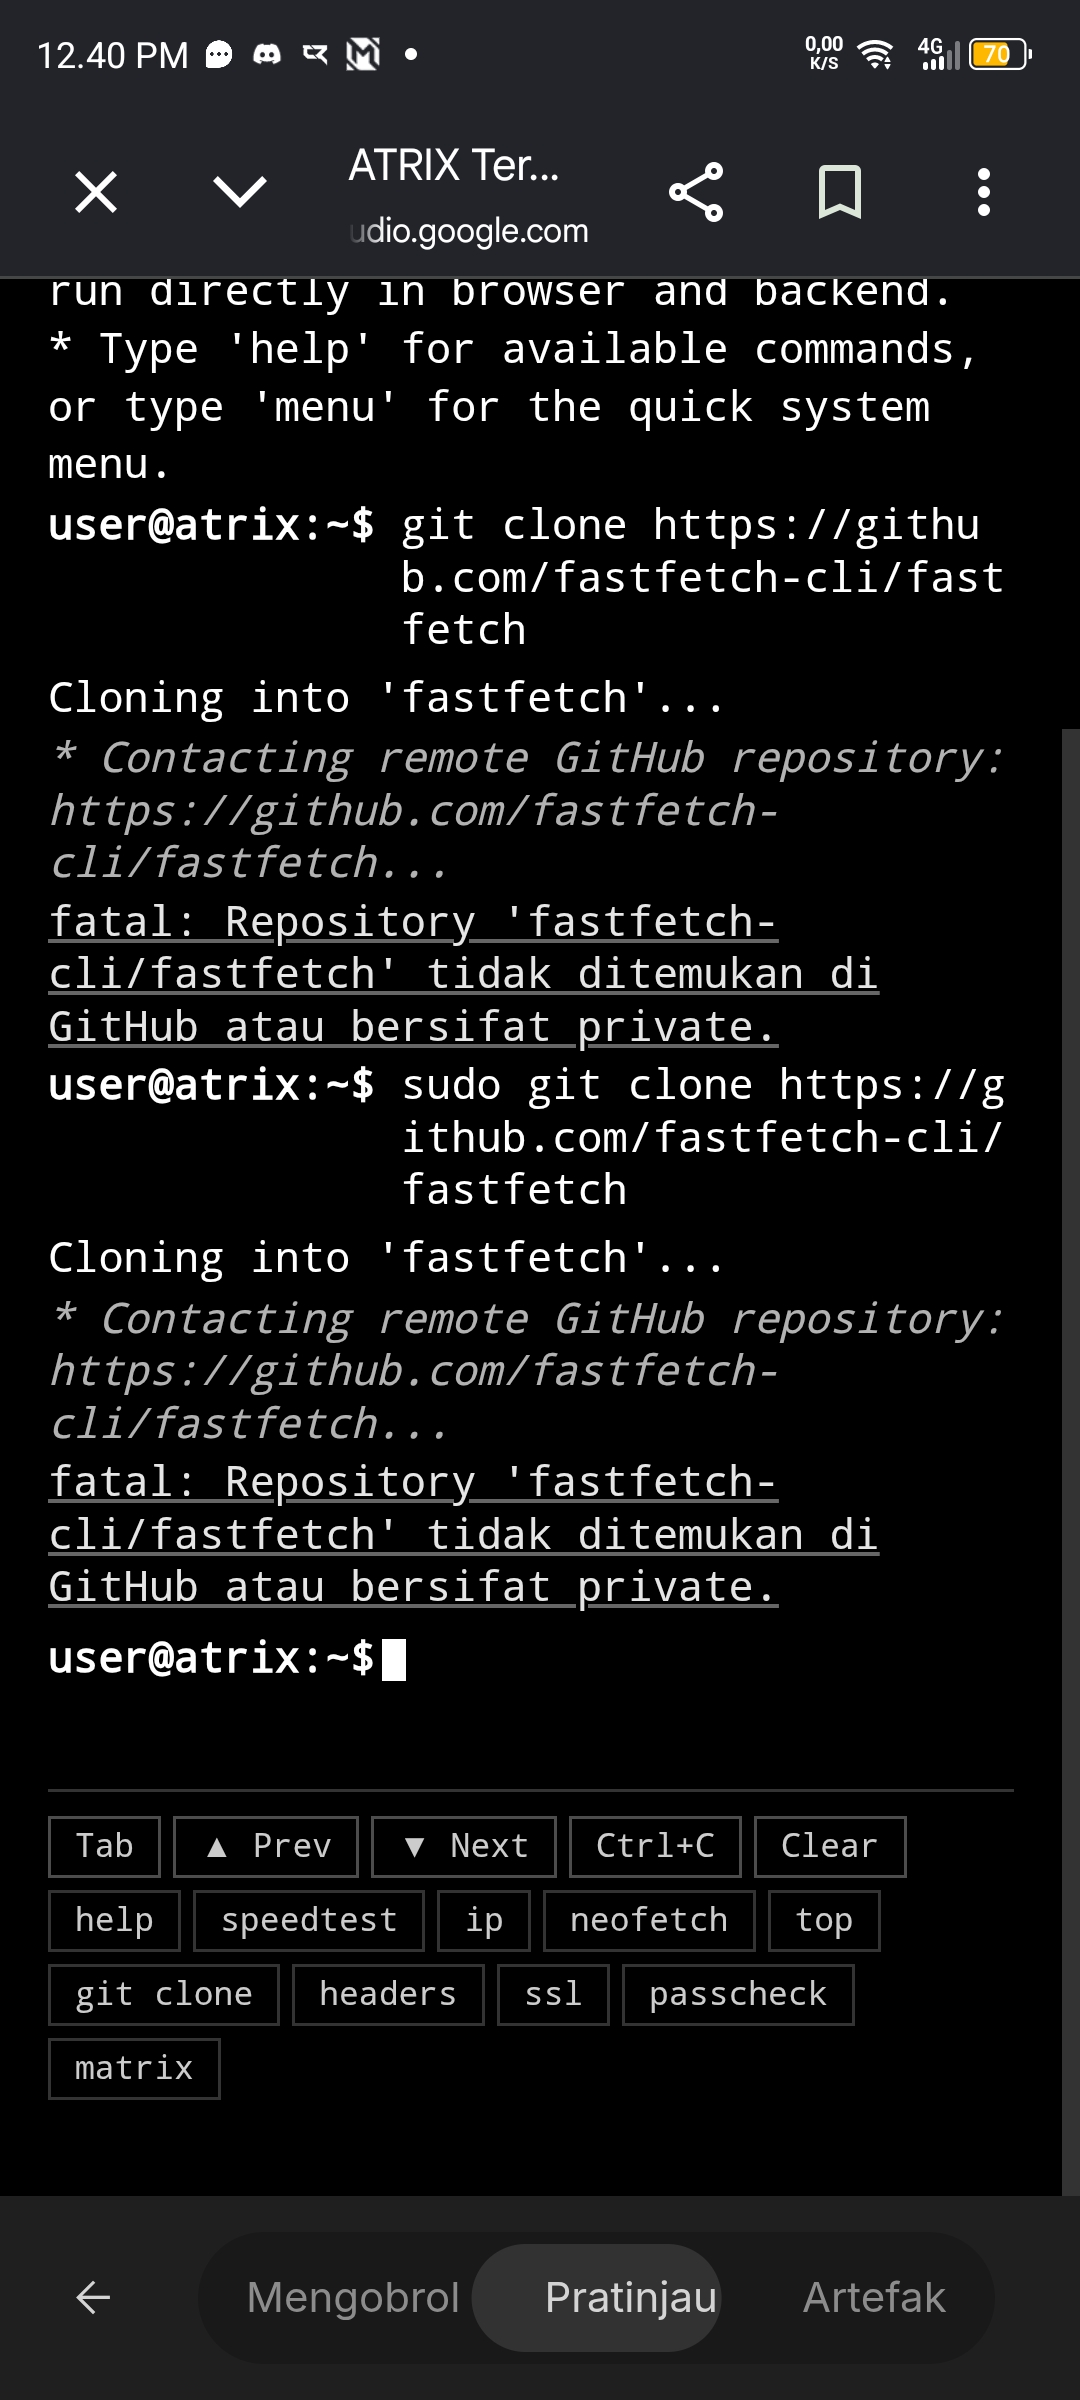 12.40 PM
0,00 K/S
4G
70
ATRIX Ter...
udio.google.com
run directly in browser and backend.
* Type 'help' for available commands,
or type 'menu' for the quick system
menu.
user@atrix:~$ git clone https://githu
b.com/fastfetch-cli/fast
fetch
Cloning into 'fastfetch'...
* Contacting remote GitHub repository:
https://github.com/fastfetch-
cli/fastfetch...
fatal: Repository 'fastfetch-
cli/fastfetch' tidak ditemukan di
GitHub atau bersifat private.
user@atrix:~$ sudo git clone https://g
ithub.com/fastfetch-cli/
fastfetch
Cloning into 'fastfetch'...
* Contacting remote GitHub repository:
https://github.com/fastfetch-
cli/fastfetch...
fatal: Repository 'fastfetch-
cli/fastfetch' tidak ditemukan di
GitHub atau bersifat private.
user@atrix:~$
Tab ▲ Prev ▼ Next Ctrl+C Clear
help speedtest ip neofetch top
git clone headers ssl passcheck
matrix
Mengobrol Pratinjau Artefak